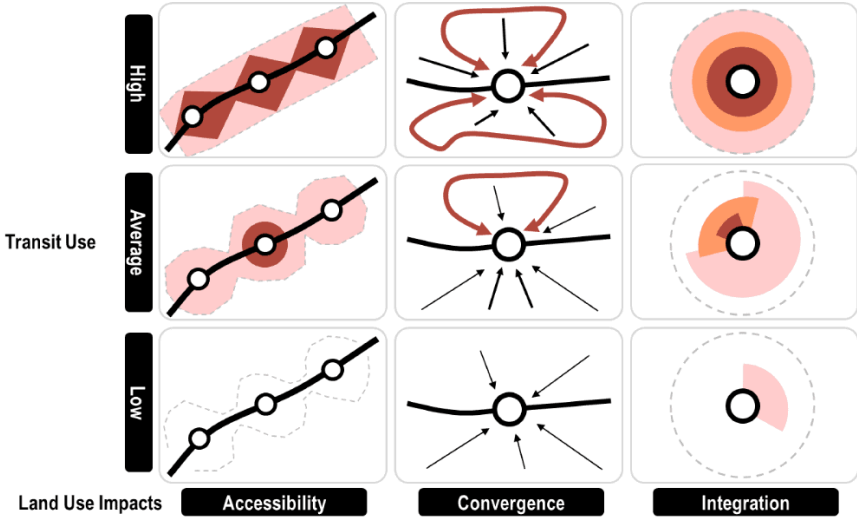 High
Transit Use
Average
Low
Land Use Impacts
Accessibility
Convergence
Integration